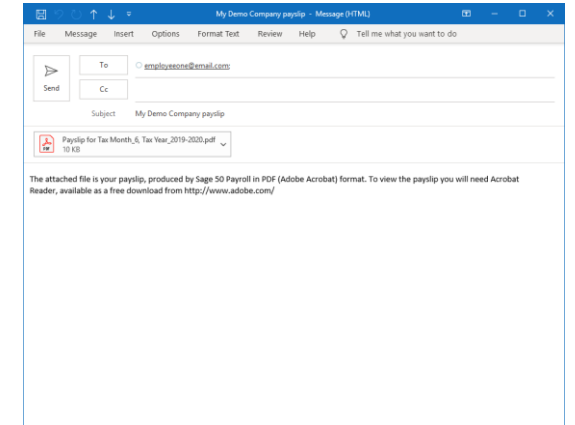 My Demo Company payslip - Message (HTML)
File Message Insert Options Format Text Review Help Tell me what you want to do
To employeeone@email.com;
Send Cc
Subject My Demo Company payslip
Payslip for Tax Month_6, Tax Year_2019-2020.pdf
10 KB
The attached file is your payslip, produced by Sage 50 Payroll in PDF (Adobe Acrobat) format. To view the payslip you will need Acrobat
Reader, available as a free download from http://www.adobe.com/